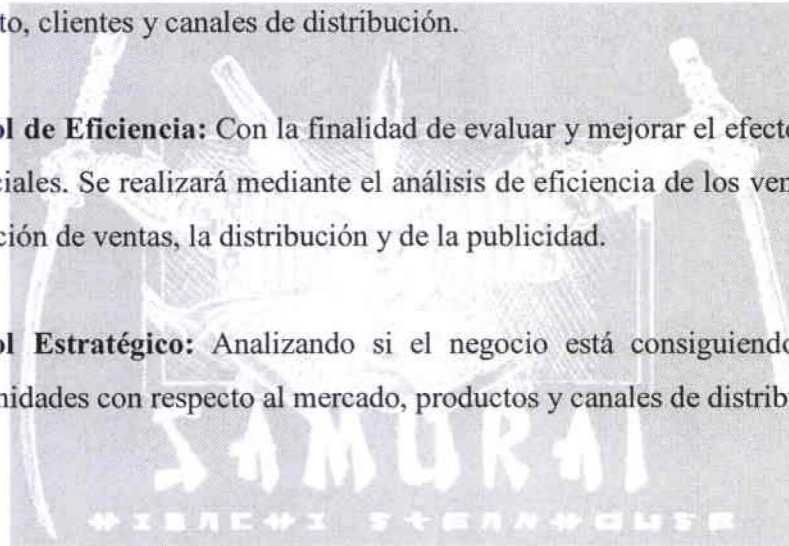 to, clientes y canales de distribución.
ol de Eficiencia: Con la finalidad de evaluar y mejorar el efecto
ciales. Se realizará mediante el análisis de eficiencia de los ven
ción de ventas, la distribución y de la publicidad.
ol Estratégico: Analizando si el negocio está consiguiendo
nidades con respecto al mercado, productos y canales de distrib
SAMURAI
HIBACHI STEAKHOUSE